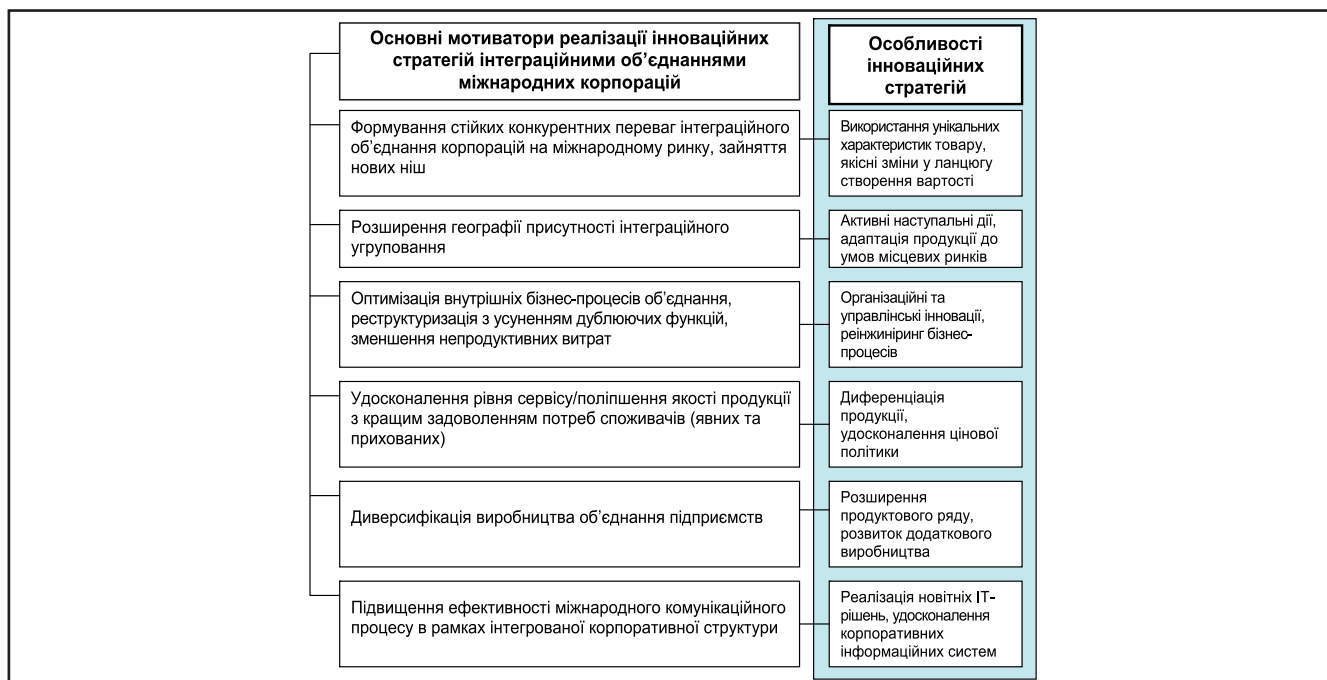 Основні мотиватори реалізації інноваційних
стратегій інтеграційними об’єднаннями
міжнародних корпорацій
Особливості
інноваційних
стратегій
Формування стійких конкурентних переваг інтеграційного
об’єднання корпорацій на міжнародному ринку, зайняття
нових ніш
Використання унікальних
характеристик товару,
якісні зміни у ланцюгу
створення вартості
Розширення географії присутності інтеграційного
угруповання
Активні наступальні дії,
адаптація продукції до
умов місцевих ринків
Оптимізація внутрішніх бізнес-процесів об’єднання,
реструктуризація з усуненням дублюючих функцій,
зменшення непродуктивних витрат
Організаційні та
управлінські інновації,
реінжиніринг бізнес-
процесів
Удосконалення рівня сервісу/поліпшення якості продукції
з кращим задоволенням потреб споживачів (явних та
прихованих)
Диференціація
продукції,
удосконалення цінової
політики
Диверсифікація виробництва об’єднання підприємств
Розширення
продуктового ряду,
розвиток додаткового
виробництва
Підвищення ефективності міжнародного комунікаційного
процесу в рамках інтегрованої корпоративної структури
Реалізація новітніх ІТ-
рішень, удосконалення
корпоративних
інформаційних систем